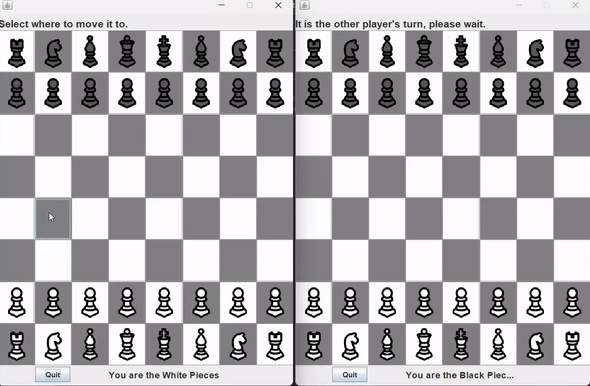 Select where to move it to.
It is the other player's turn, please wait.
Quit
You are the White Pieces
Quit
You are the Black Piec...